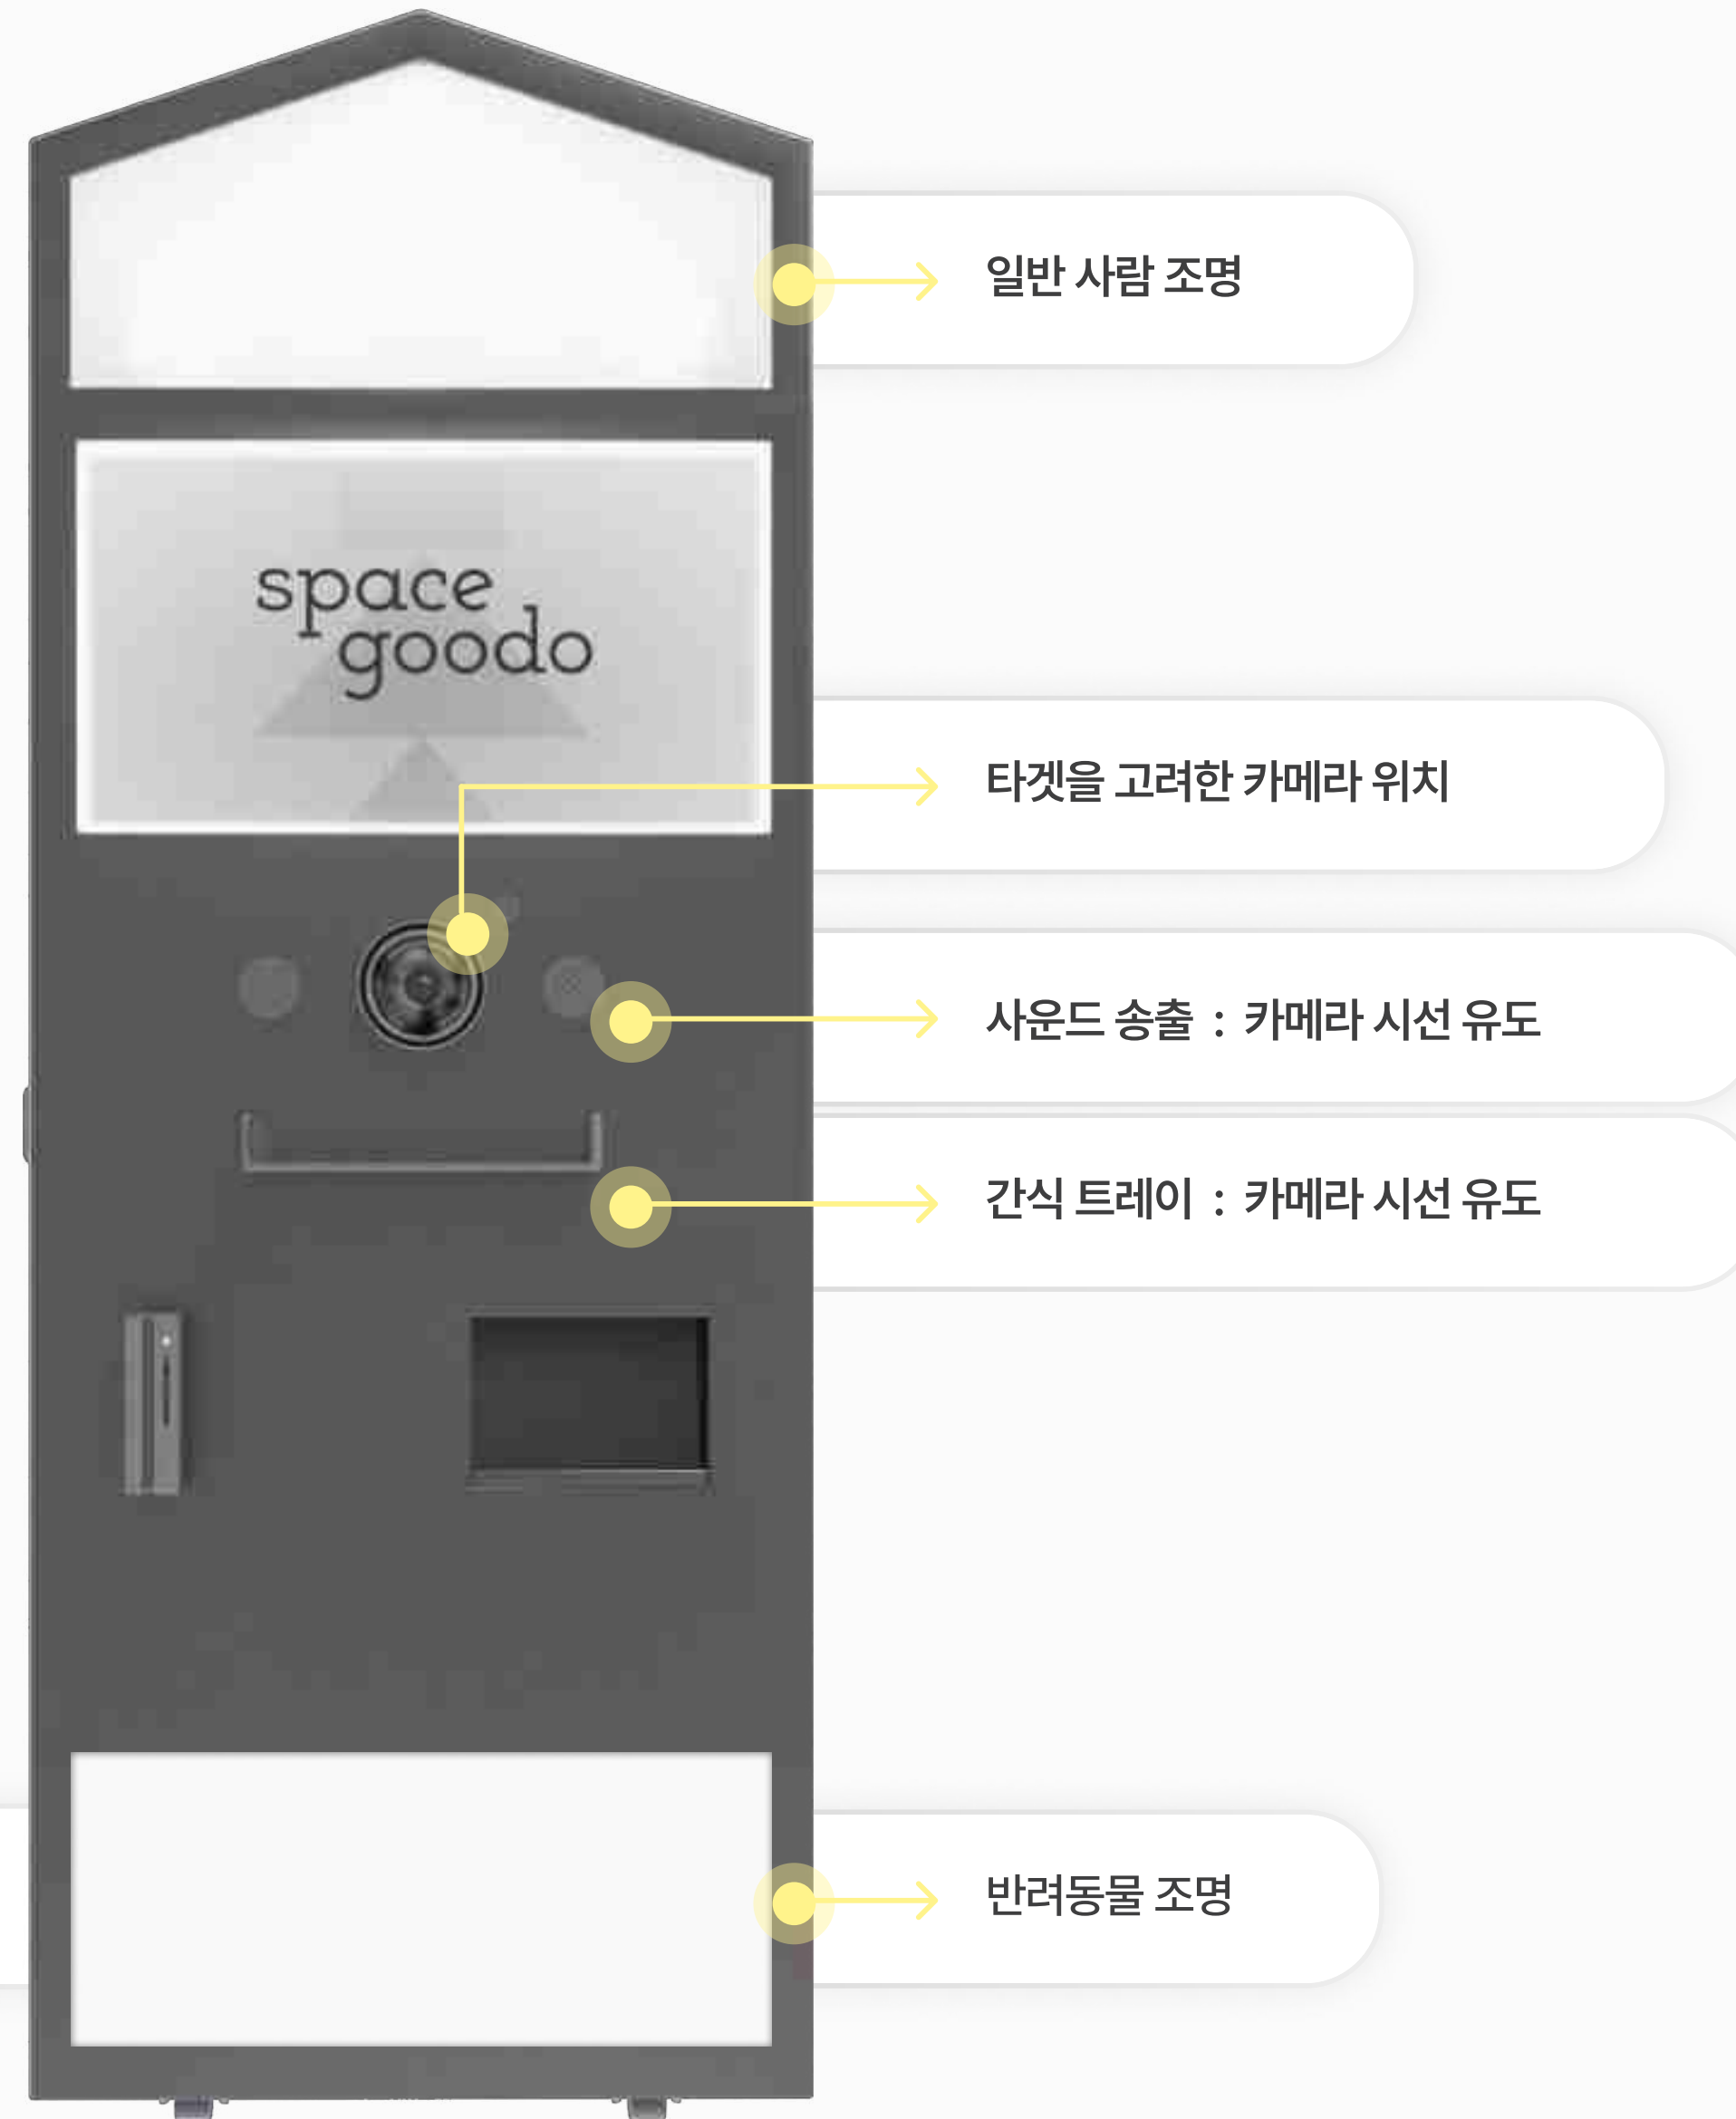 일반 사람 조명
space
goodo
타겟을 고려한 카메라 위치
사운드 송출 : 카메라 시선 유도
간식 트레이 : 카메라 시선 유도
반려동물 조명